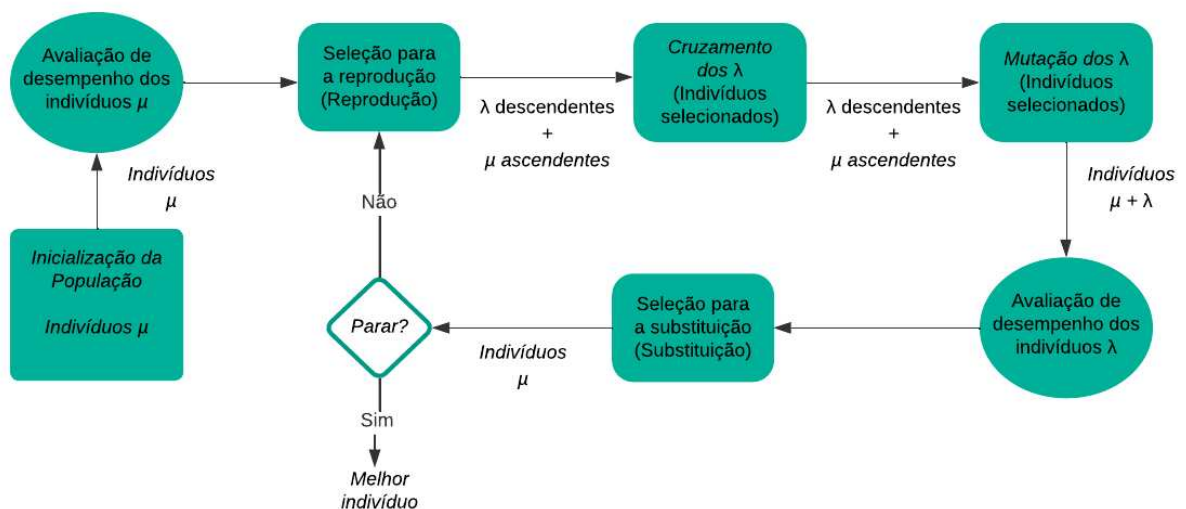 Avaliação de
desempenho dos
indivíduos µ
Seleção para
a reprodução
(Reprodução)
Cruzamento
dos λ
(Indivíduos
selecionados)
Mutação dos λ
(Indivíduos
selecionados)
λ descendentes
+
µ ascendentes
λ descendentes
+
µ ascendentes
Indivíduos
µ
Não
Indivíduos
µ + λ
Inicialização da
População
Indivíduos µ
Parar?
Indivíduos
µ
Seleção para
a substituição
(Substituição)
Avaliação de
desempenho dos
indivíduos λ
Sim
Melhor
indivíduo